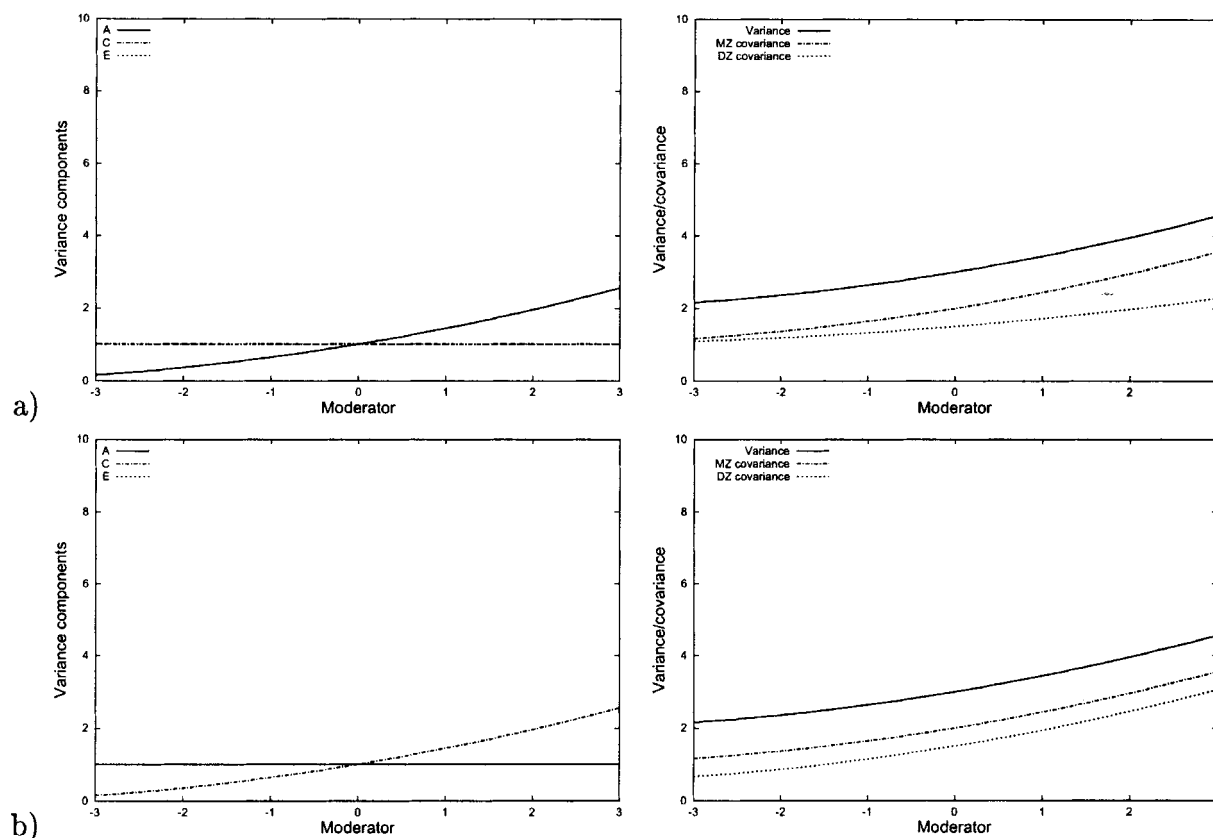 10
8
6
4
2
0
A
C
E
Variance components
-3
-2
-1
0
1
2
3
Moderator
10
8
6
4
2
0
Variance
MZ covariance
DZ covariance
Variance/covariance
-3
-2
-1
0
1
2
Moderator
a)
10
8
6
4
2
0
A
C
E
Variance components
-3
-2
-1
0
1
2
3
Moderator
10
8
6
4
2
0
Variance
MZ covariance
DZ covariance
Variance/covariance
-3
-2
-1
0
1
2
Moderator
b)